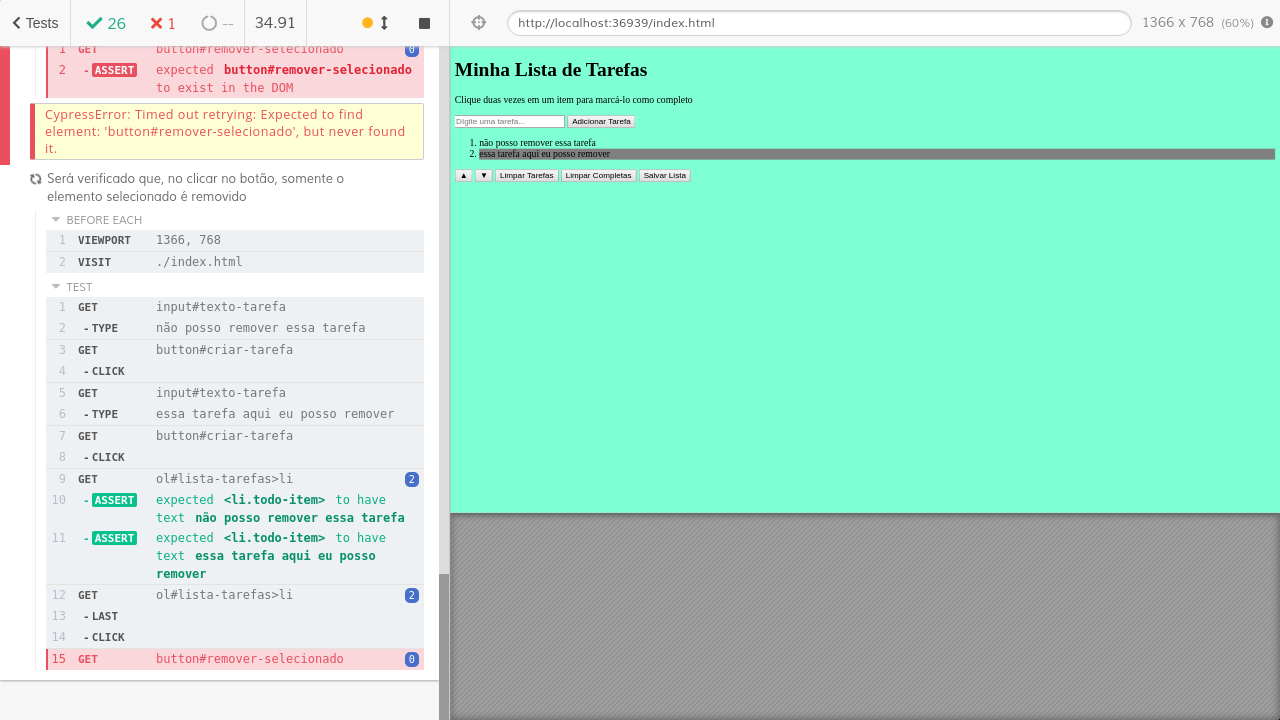 Tests
26
1
--
34.91
http://localhost:36939/index.html
1366 x 768 (60%)
1 GET button#remover-selecionado 0
2 - ASSERT expected button#remover-selecionado
to exist in the DOM
CypressError: Timed out retrying: Expected to find
element: 'button#remover-selecionado', but never found
it.
Será verificado que, no clicar no botão, somente o
elemento selecionado é removido
BEFORE EACH
1 VIEWPORT 1366, 768
2 VISIT ./index.html
TEST
1 GET input#texto-tarefa
2 - TYPE não posso remover essa tarefa
3 GET button#criar-tarefa
4 - CLICK
5 GET input#texto-tarefa
6 - TYPE essa tarefa aqui eu posso remover
7 GET button#criar-tarefa
8 - CLICK
9 GET ol#lista-tarefas>li 2
10 - ASSERT expected <li.todo-item> to have
text não posso remover essa tarefa
11 - ASSERT expected <li.todo-item> to have
text essa tarefa aqui eu posso
remover
12 GET ol#lista-tarefas>li 2
13 - LAST
14 - CLICK
15 GET button#remover-selecionado 0
Minha Lista de Tarefas
Clique duas vezes em um item para marcá-lo como completo
Digite uma tarefa... Adicionar Tarefa
1. não posso remover essa tarefa
2. essa tarefa aqui eu posso remover
▲ ▼ Limpar Tarefas Limpar Completas Salvar Lista